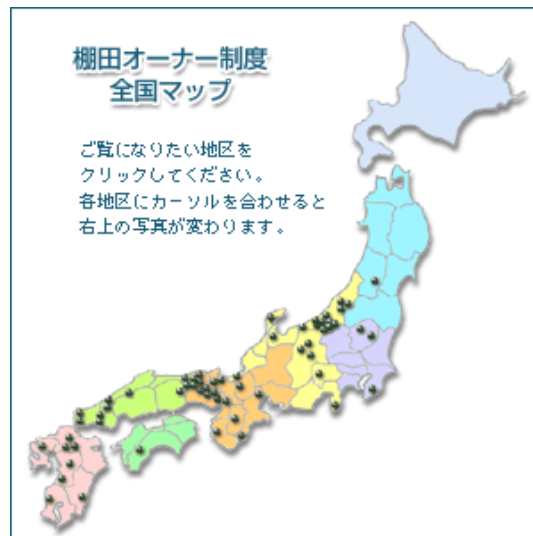 棚田オーナー制度
全国マップ
ご覧になりたい地区を
クリックしてください。
各地区にカーソルを合わせると
右上の写真が変わります。